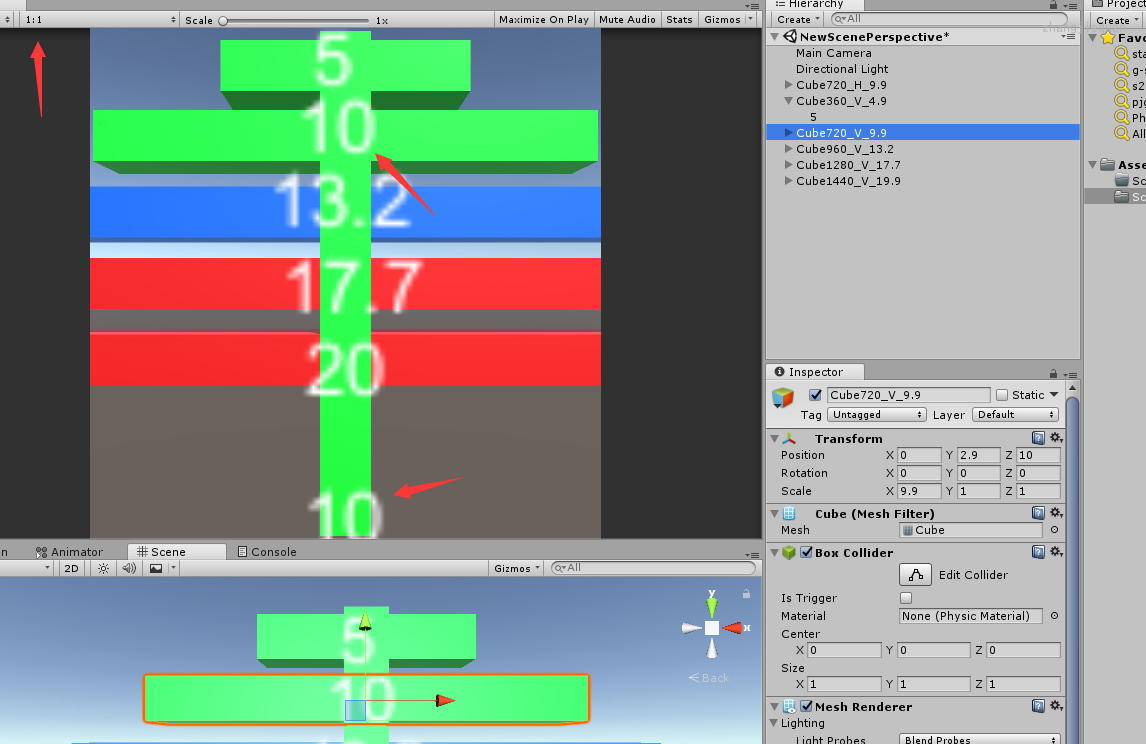 1:1 Scale 1x Maximize On Play Mute Audio Stats Gizmos
5
10
13.2
17.7
20
10
Animator Scene Console
2D Gizmos All
y
x
Back
5
10
Hierarchy
Create All
NewScenePerspective*
Main Camera
Directional Light
Cube720_H_9.9
Cube360_V_4.9
5
Cube720_V_9.9
Cube960_V_13.2
Cube1280_V_17.7
Cube1440_V_19.9
Inspector
Cube720_V_9.9 Static
Tag Untagged Layer Default
Transform
Position X 0 Y 2.9 Z 10
Rotation X 0 Y 0 Z 0
Scale X 9.9 Y 1 Z 1
Cube (Mesh Filter)
Mesh Cube
Box Collider
Edit Collider
Is Trigger
Material None (Physic Material)
Center
X 0 Y 0 Z 0
Size
X 1 Y 1 Z 1
Mesh Renderer
Lighting
Light Probes Blend Probes
Create
g-s
s2
pj
Ph
All
Sc
Sc